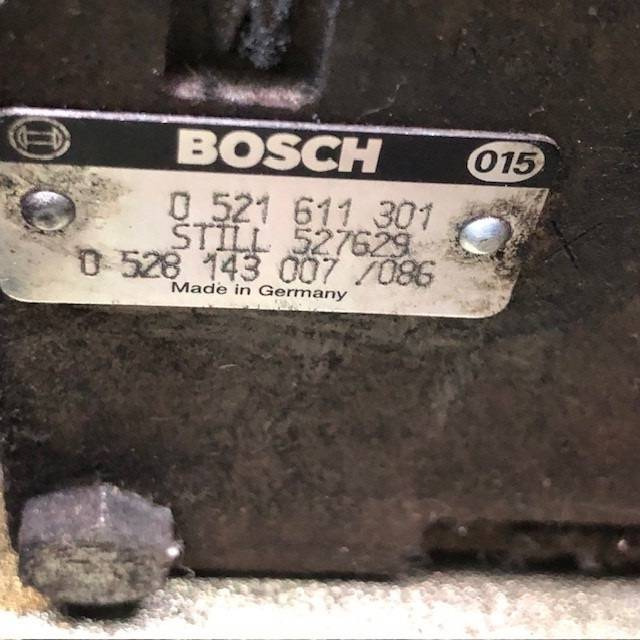 BOSCH 015
0 521 611 301
STILL 527629
0 528 143 007 /086
Made in Germany